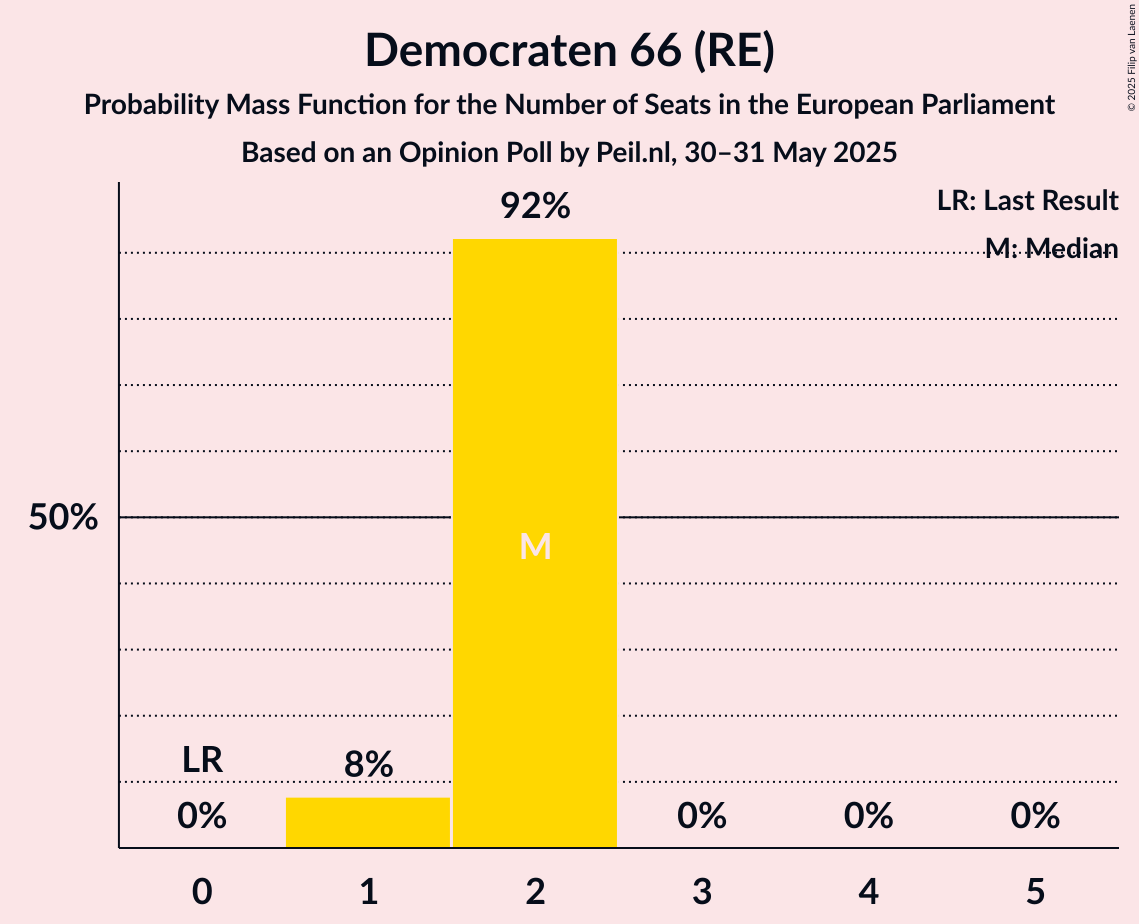 Democraten 66 (RE)
Probability Mass Function for the Number of Seats in the European Parliament
Based on an Opinion Poll by Peil.nl, 30–31 May 2025
© 2025 Filip van Laenen
LR: Last Result
M: Median
92%
50%
M
LR
8%
0%
0%
0%
0%
0
1
2
3
4
5